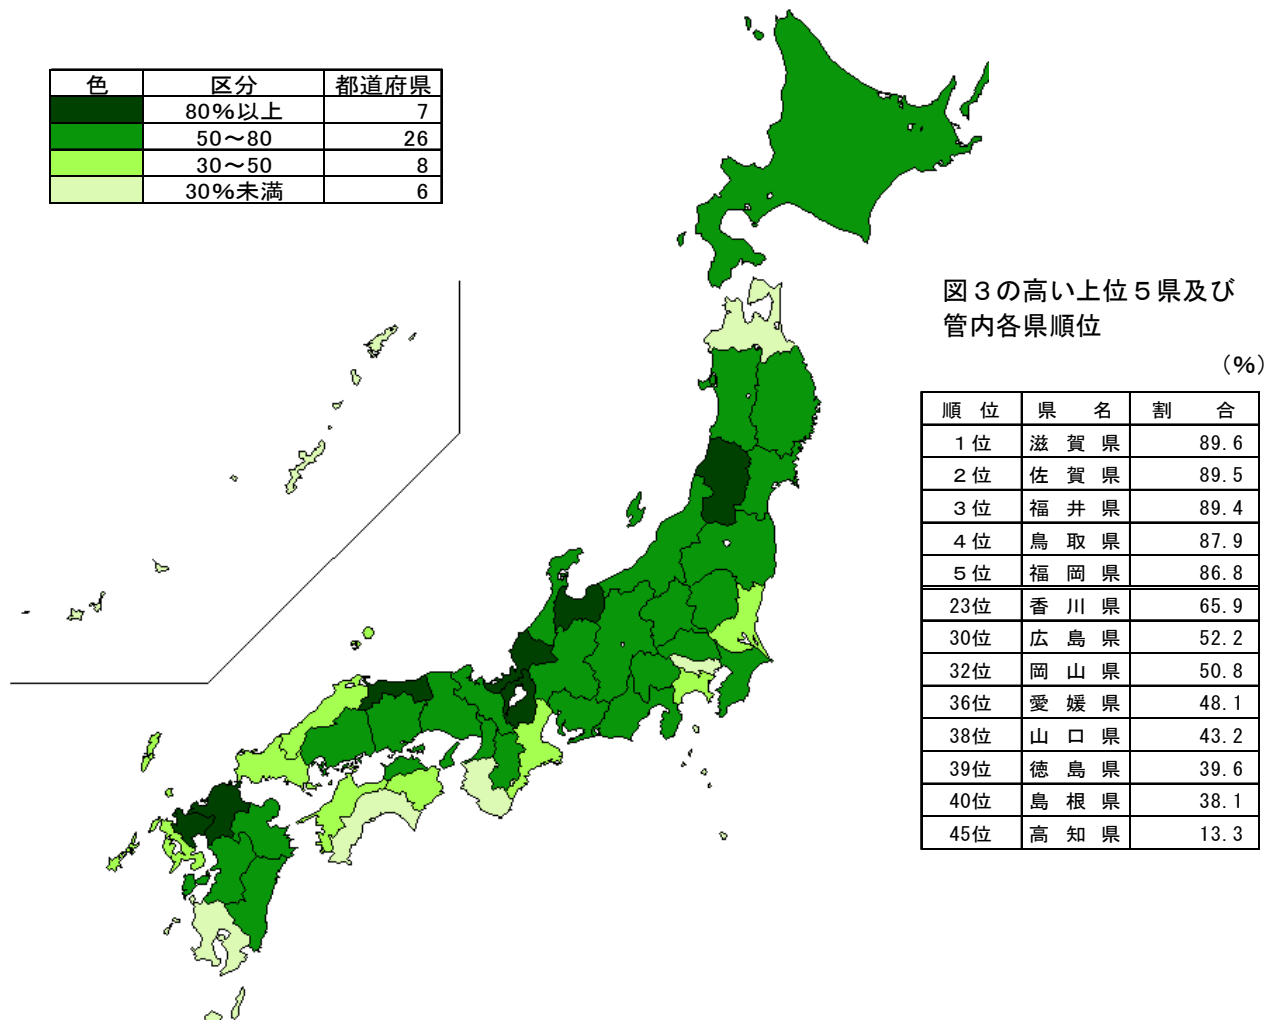 色 区分 都道府県
80%以上 7
50～80 26
30～50 8
30%未満 6
図３の高い上位５県及び
管内各県順位
（%）
順　位 県　　名 割　　合
１位 滋　賀　県 89.6
２位 佐　賀　県 89.5
３位 福　井　県 89.4
４位 鳥　取　県 87.9
５位 福　岡　県 86.8
23位 香　川　県 65.9
30位 広　島　県 52.2
32位 岡　山　県 50.8
36位 愛　媛　県 48.1
38位 山　口　県 43.2
39位 徳　島　県 39.6
40位 島　根　県 38.1
45位 高　知　県 13.3